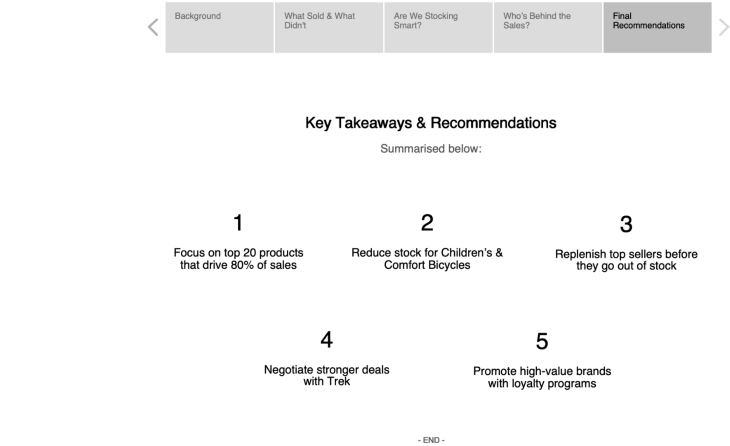 Background
What Sold & What
Didn't
Are We Stocking
Smart?
Who's Behind the
Sales?
Final
Recommendations
Key Takeaways & Recommendations
Summarised below:
1
Focus on top 20 products
that drive 80% of sales
2
Reduce stock for Children's &
Comfort Bicycles
3
Replenish top sellers before
they go out of stock
4
Negotiate stronger deals
with Trek
5
Promote high-value brands
with loyalty programs
- END -